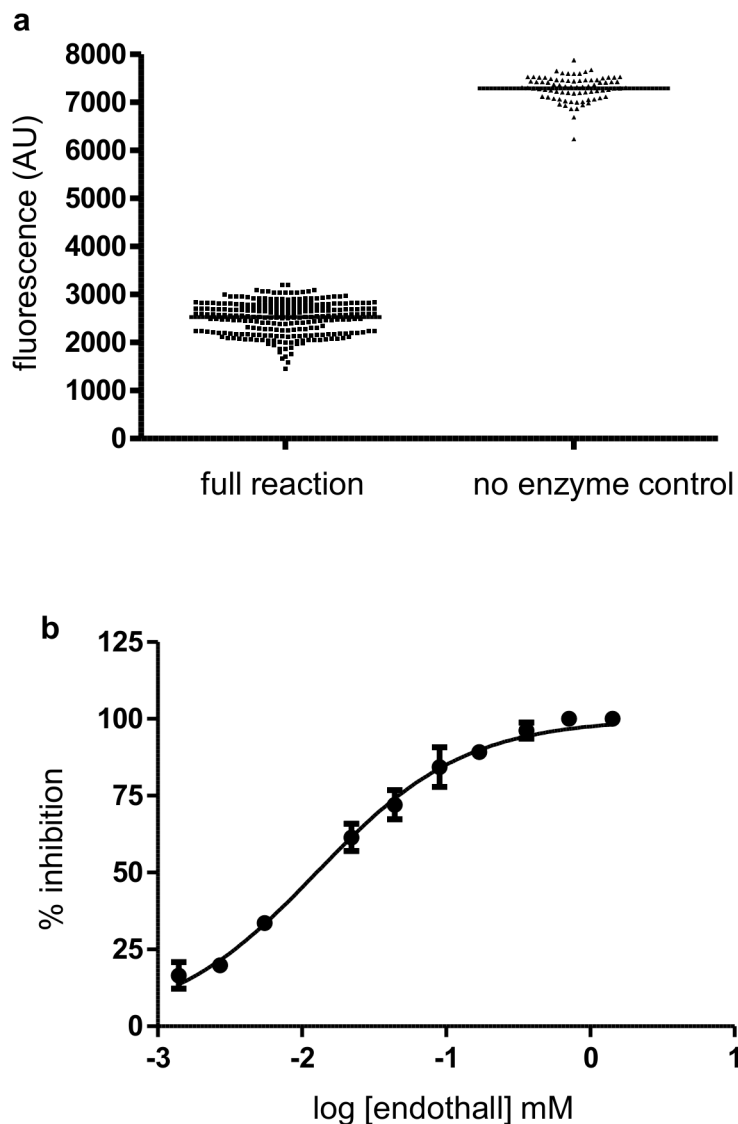 a
8000
7000
6000
5000
4000
3000
2000
1000
0
fluorescence (AU)
full reaction
no enzyme control
b
125
100
75
50
25
0
% inhibition
-3
-2
-1
0
1
log [endothall] mM